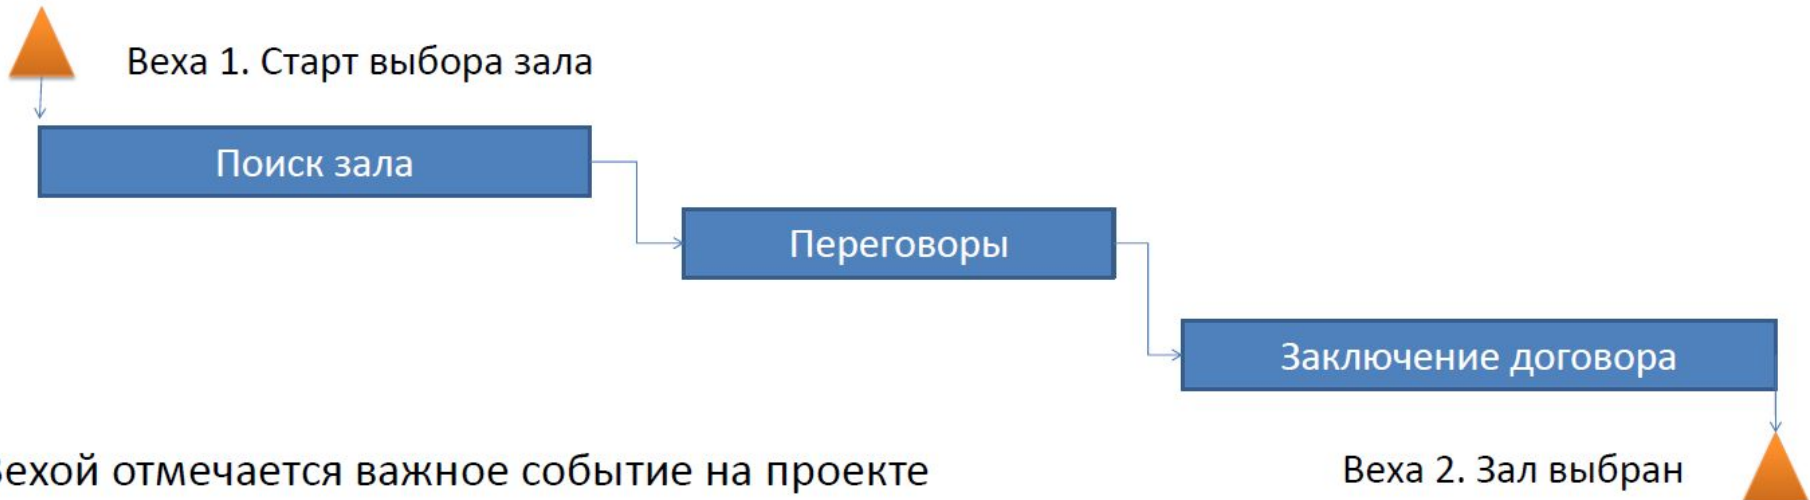 Веха 1. Старт выбора зала
Поиск зала
Переговоры
Заключение договора
отмечается важное событие на проекте
Веха 2. Зал выбран